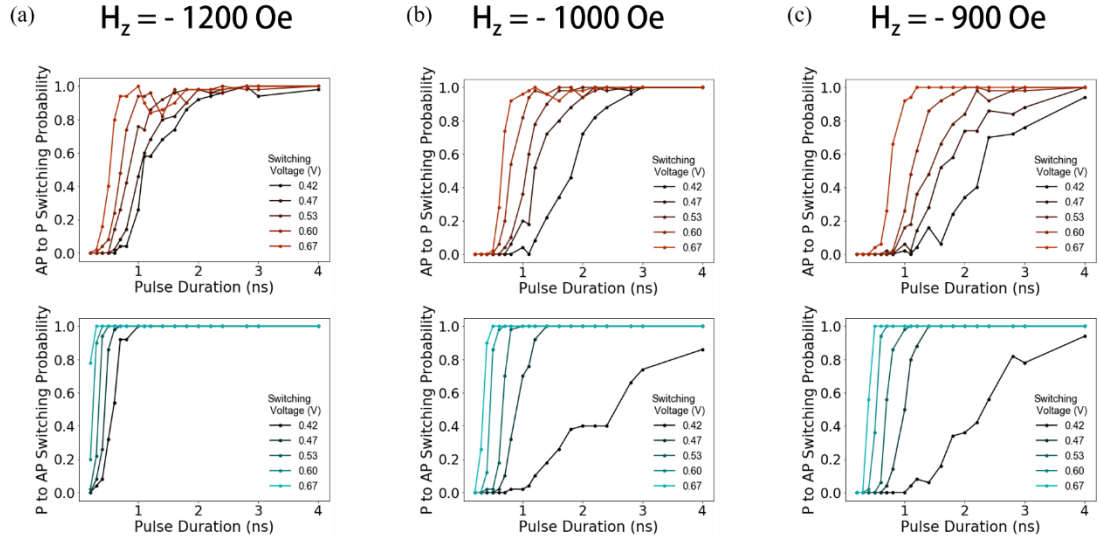 (a) H_z = - 1200 Oe (b) H_z = - 1000 Oe (c) H_z = - 900 Oe
AP to P Switching Probability
1.0
0.8
0.6
0.4
0.2
0.0
Switching
Voltage (V)
0.42
0.47
0.53
0.60
0.67
1 2 3 4
Pulse Duration (ns)
AP to P Switching Probability
1.0
0.8
0.6
0.4
0.2
0.0
Switching
Voltage (V)
0.42
0.47
0.53
0.60
0.67
1 2 3 4
Pulse Duration (ns)
AP to P Switching Probability
1.0
0.8
0.6
0.4
0.2
0.0
Switching
Voltage (V)
0.42
0.47
0.53
0.60
0.67
1 2 3 4
Pulse Duration (ns)
P to AP Switching Probability
1.0
0.8
0.6
0.4
0.2
0.0
Switching
Voltage (V)
0.42
0.47
0.53
0.60
0.67
1 2 3 4
Pulse Duration (ns)
P to AP Switching Probability
1.0
0.8
0.6
0.4
0.2
0.0
Switching
Voltage (V)
0.42
0.47
0.53
0.60
0.67
1 2 3 4
Pulse Duration (ns)
P to AP Switching Probability
1.0
0.8
0.6
0.4
0.2
0.0
Switching
Voltage (V)
0.42
0.47
0.53
0.60
0.67
1 2 3 4
Pulse Duration (ns)